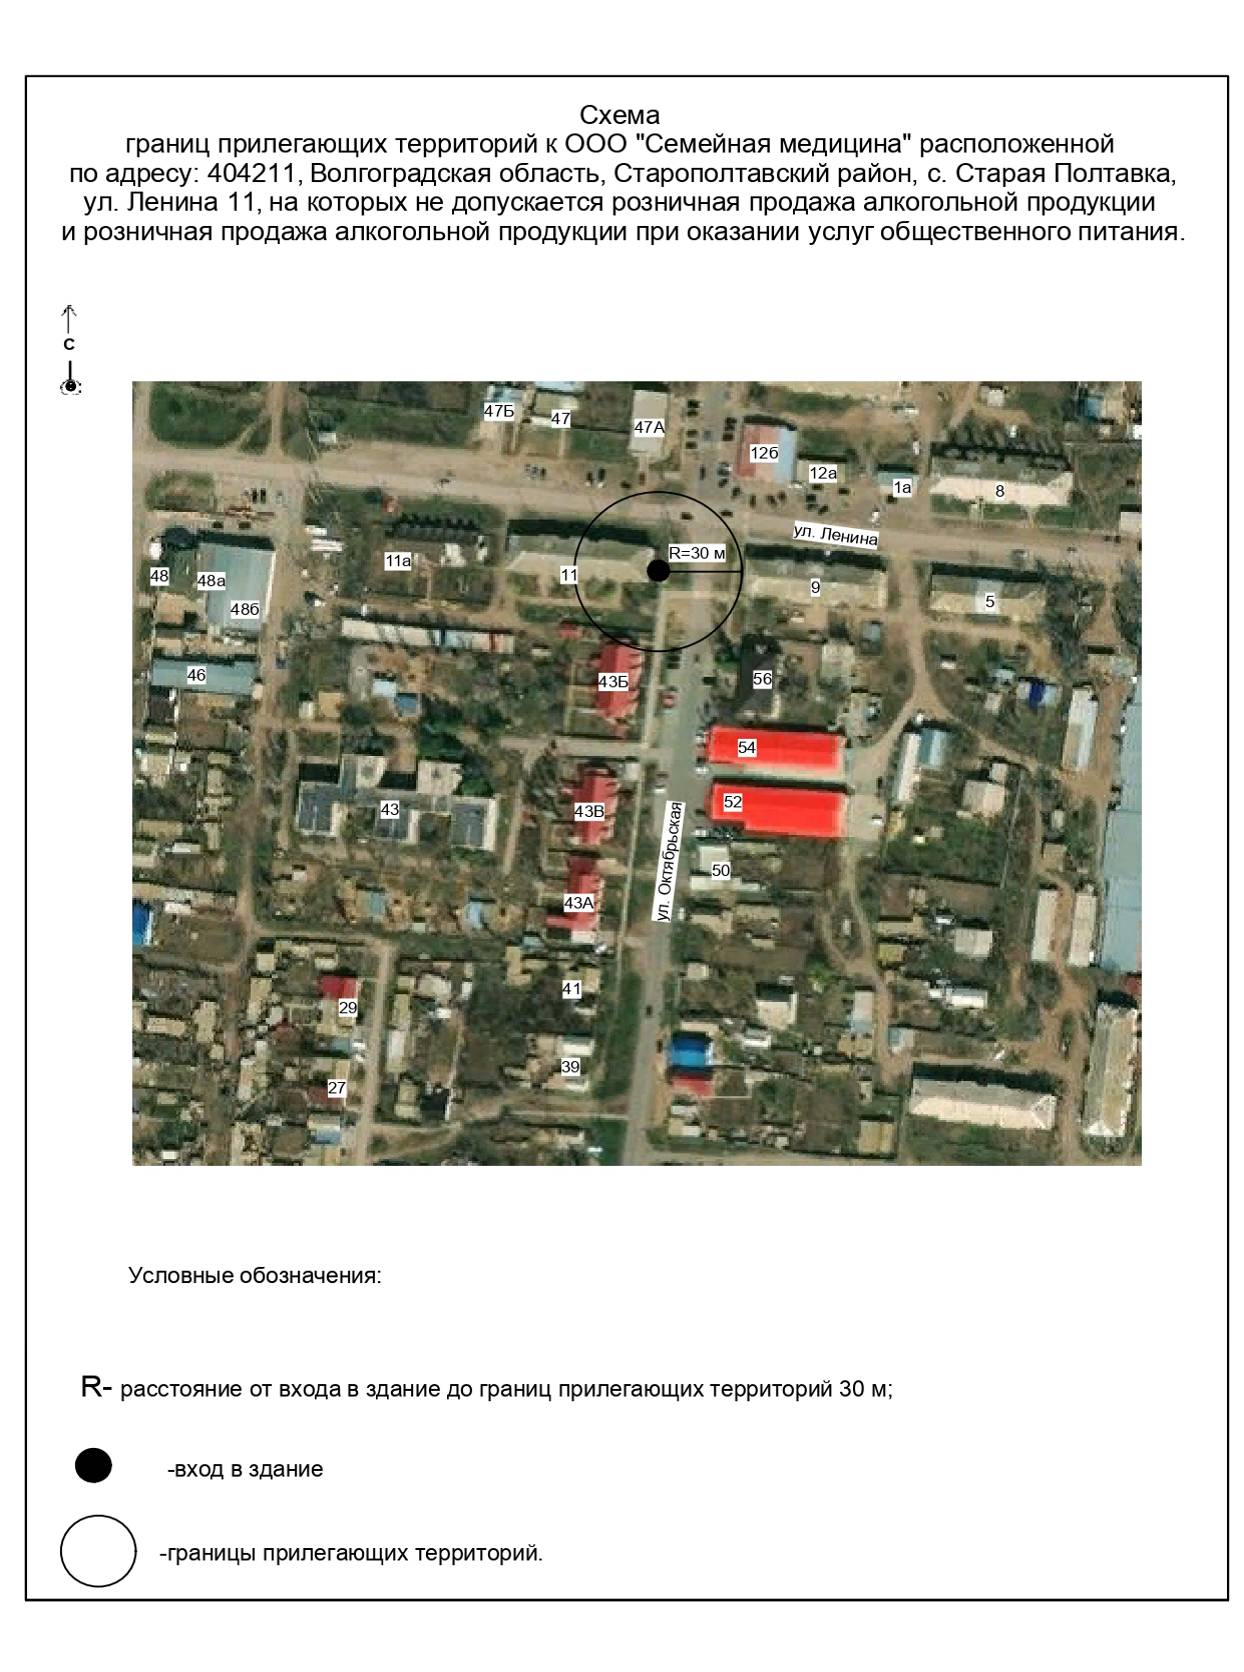 Схема
границ прилегающих территорий к ООО "Семейная медицина" расположенной
по адресу: 404211, Волгоградская область, Старополтавский район, с. Старая Полтавка,
ул. Ленина 11, на которых не допускается розничная продажа алкогольной продукции
и розничная продажа алкогольной продукции при оказании услуг общественного питания.
С
47Б
47
47А
12б
12а
1а
8
ул. Ленина
R=30 м
11а
11
9
5
48
48а
48б
46
43Б
56
54
52
43
43В
ул. Октябрьская
50
43А
41
29
39
27
Условные обозначения:
R- расстояние от входа в здание до границ прилегающих территорий 30 м;
-вход в здание
-границы прилегающих территорий.